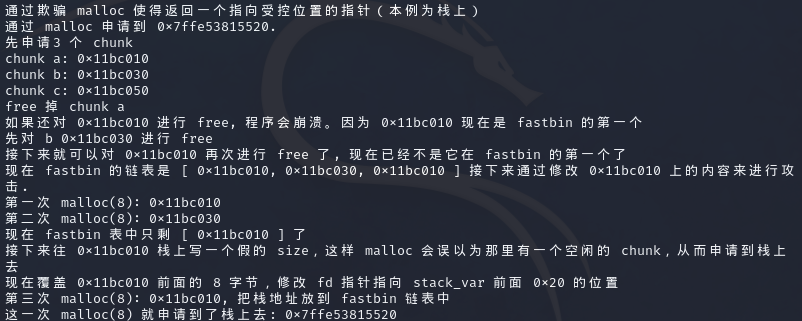 通过欺骗 malloc 使得返回一个指向受控位置的指针（本例为栈上）
通过 malloc 申请到 0×7ffe53815520.
先申请3 个 chunk
chunk a: 0×11bc010
chunk b: 0×11bc030
chunk c: 0×11bc050
free 掉 chunk a
如果还对 0×11bc010 进行 free, 程序会崩溃。因为 0×11bc010 现在是 fastbin 的第一个
先对 b 0×11bc030 进行 free
接下来就可以对 0×11bc010 再次进行 free 了, 现在已经不是它在 fastbin 的第一个了
现在 fastbin 的链表是 [ 0×11bc010, 0×11bc030, 0×11bc010 ] 接下来通过修改 0×11bc010 上的内容来进行攻
击.
第一次 malloc(8): 0×11bc010
第二次 malloc(8): 0×11bc030
现在 fastbin 表中只剩 [ 0×11bc010 ] 了
接下来往 0×11bc010 栈上写一个假的 size，这样 malloc 会误以为那里有一个空闲的 chunk，从而申请到栈上
去
现在覆盖 0×11bc010 前面的 8 字节，修改 fd 指针指向 stack_var 前面 0×20 的位置
第三次 malloc(8): 0×11bc010, 把栈地址放到 fastbin 链表中
这一次 malloc(8) 就申请到了栈上去: 0×7ffe53815520